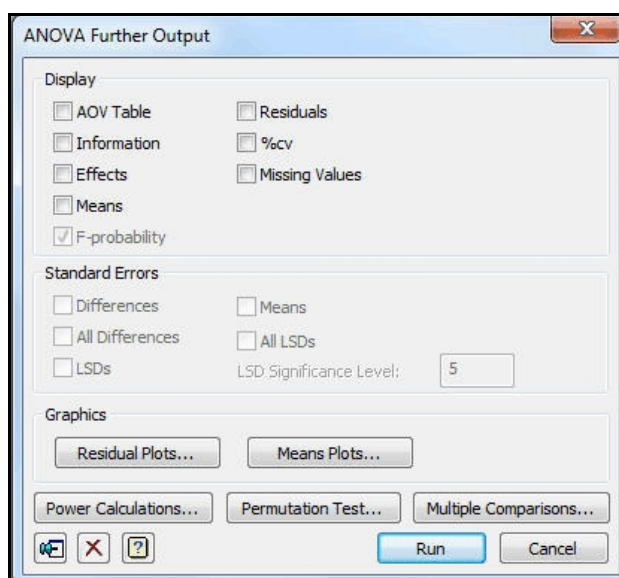 ANOVA Further Output
Display
AOV Table
Residuals
Information
%cv
Effects
Missing Values
Means
F-probability
Standard Errors
Differences
Means
All Differences
All LSDs
LSDs
LSD Significance Level:
5
Graphics
Residual Plots...
Means Plots...
Power Calculations...
Permutation Test...
Multiple Comparisons...
Run
Cancel